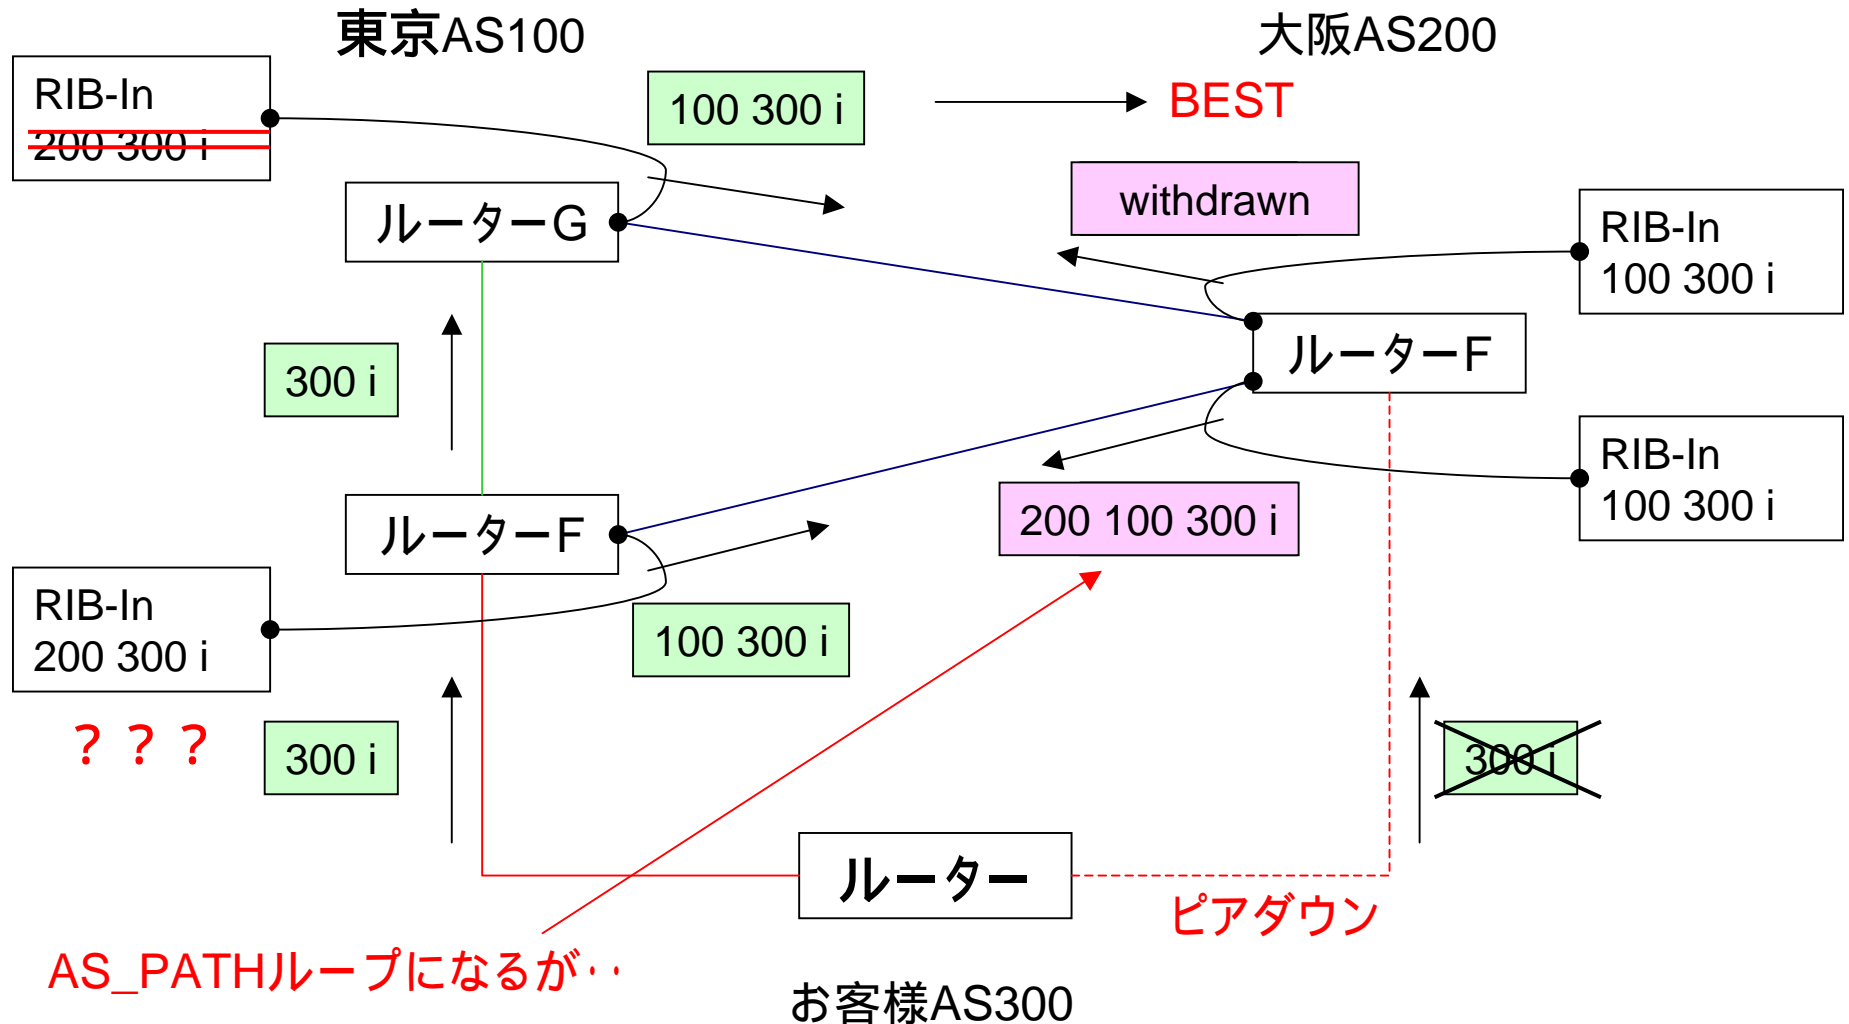 東京AS100
大阪AS200
RIB-In
200 300 i
100 300 i
BEST
withdrawn
ルーターG
RIB-In
100 300 i
ルーターF
300 i
RIB-In
100 300 i
200 100 300 i
ルーターF
RIB-In
200 300 i
100 300 i
???
300 i
300 i
ルーター
ピアダウン
AS_PATHループになるが‥
お客様AS300